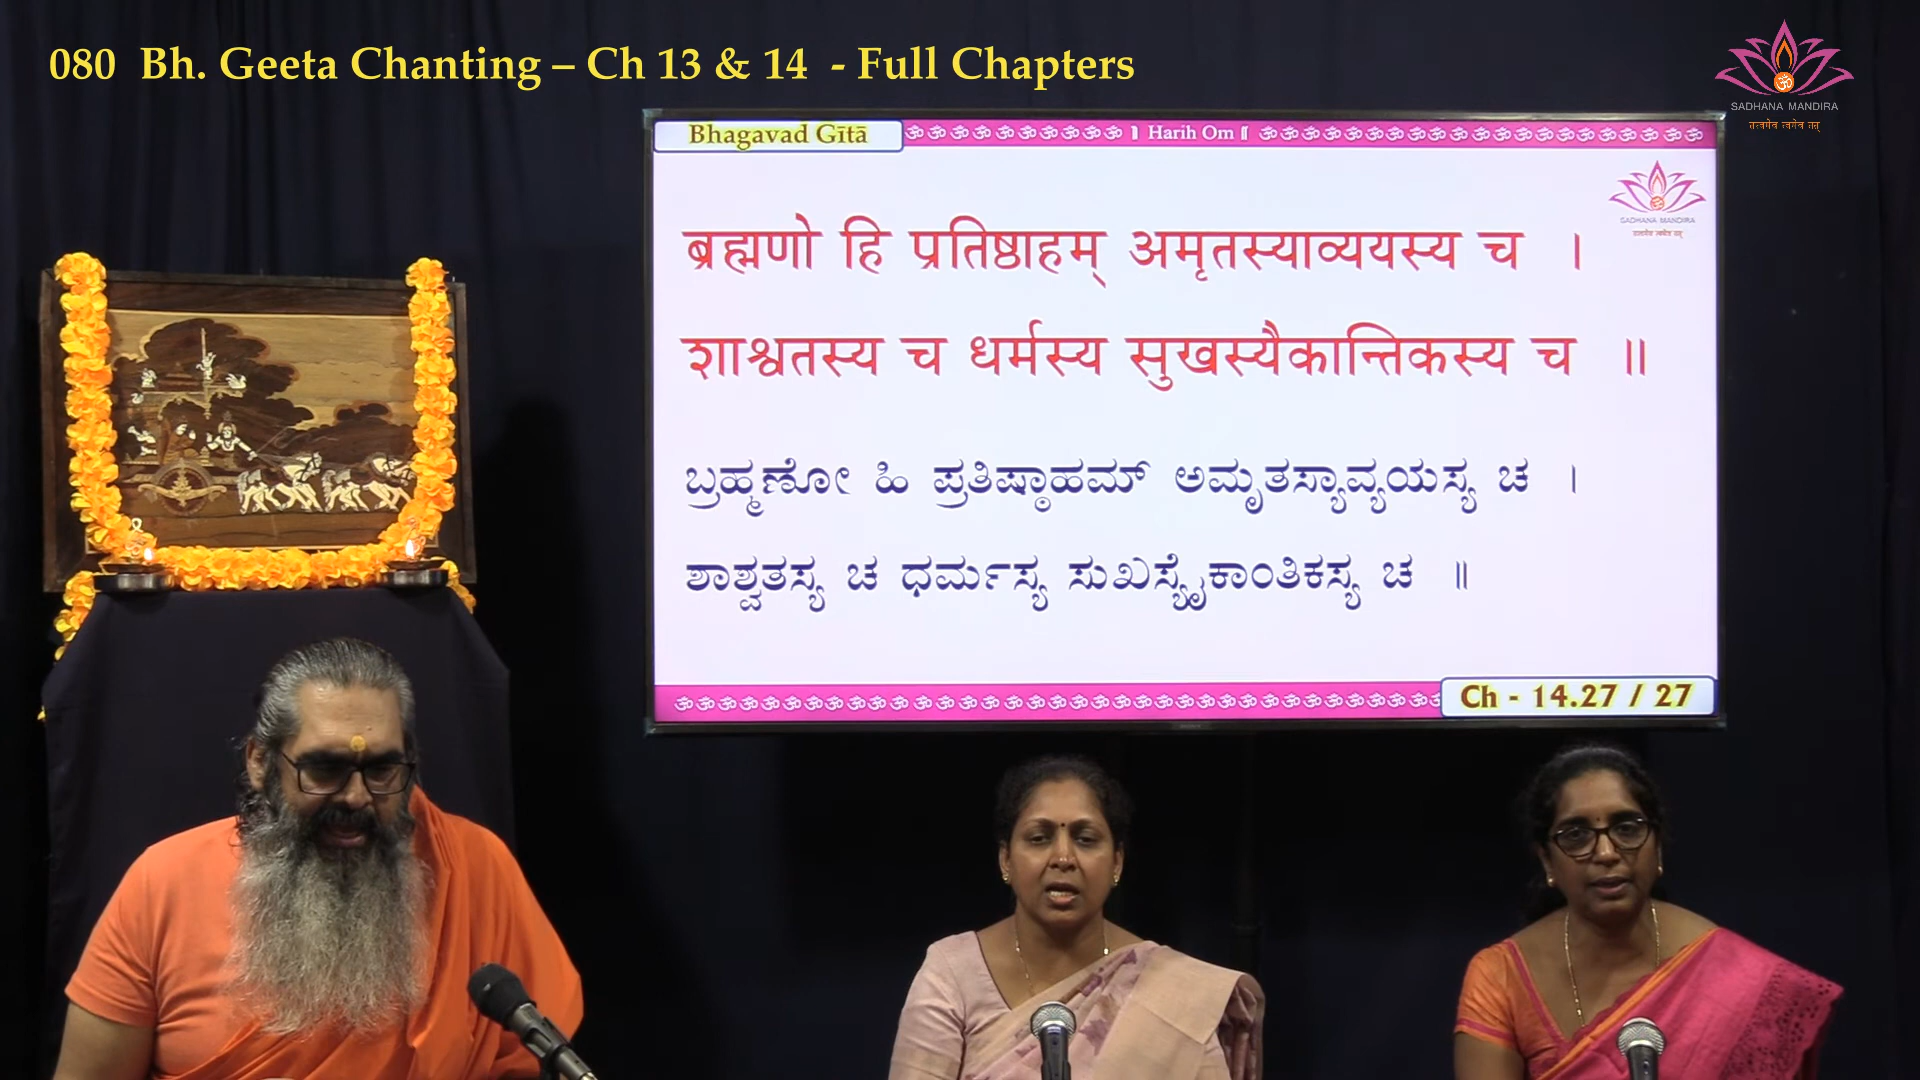 080 Bh. Geeta Chanting – Ch 13 & 14 - Full Chapters
SADHANA MANDIRA
Bhagavad Gītā
ॐ ॐ ॐ ॐ ॐ ॐ ॐ ॐ ॐ ॐ ॐ ॥ Harih Om ॥ ॐ ॐ ॐ ॐ ॐ ॐ ॐ ॐ ॐ ॐ ॐ ॐ ॐ ॐ ॐ ॐ ॐ ॐ ॐ ॐ ॐ ॐ ॐ
SADHANA MANDIRA
ब्रह्मणो हि प्रतिष्ठाहम् अमृतस्याव्ययस्य च ।
शाश्वतस्य च धर्मस्य सुखस्यैकान्तिकस्य च ॥
ಬ್ರಹ್ಮಣೋ ಹಿ ಪ್ರತಿಷ್ಠಾಹಮ್ ಅಮೃತಸ್ಯಾವ್ಯಯಸ್ಯ ಚ ।
ಶಾಶ್ವತಸ್ಯ ಚ ಧರ್ಮಸ್ಯ ಸುಖಸ್ಯೈಕಾಂತಿಕಸ್ಯ ಚ ॥
Ch - 14.27 / 27